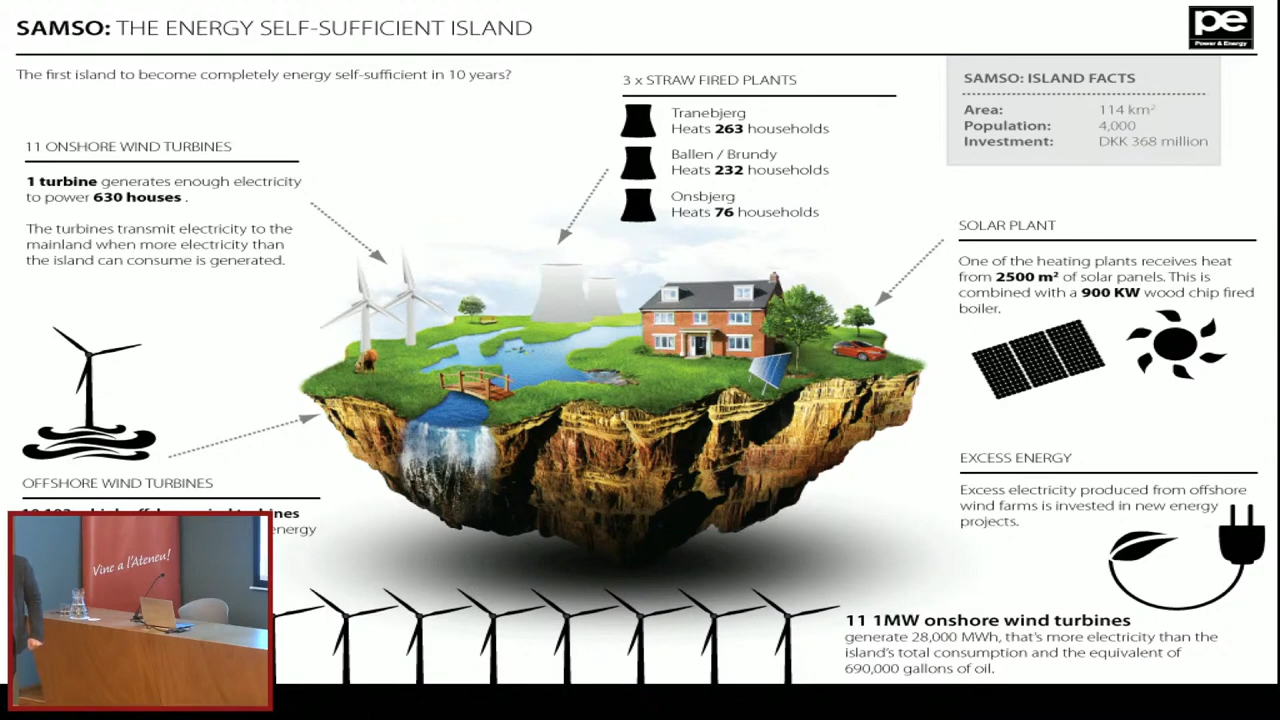 SAMSO: THE ENERGY SELF-SUFFICIENT ISLAND
pe
Power & Energy
The first island to become completely energy self-sufficient in 10 years?
3 x STRAW FIRED PLANTS
Tranebjerg
Heats 263 households
Ballen / Brundy
Heats 232 households
Onsbjerg
Heats 76 households
SAMSO: ISLAND FACTS
Area: 114 km²
Population: 4,000
Investment: DKK 368 million
11 ONSHORE WIND TURBINES
1 turbine generates enough electricity
to power 630 houses .
The turbines transmit electricity to the
mainland when more electricity than
the island can consume is generated.
SOLAR PLANT
One of the heating plants receives heat
from 2500 m² of solar panels. This is
combined with a 900 KW wood chip fired
boiler.
OFFSHORE WIND TURBINES
energy
Vine a l'Ateneu!
EXCESS ENERGY
Excess electricity produced from offshore
wind farms is invested in new energy
projects.
11 1MW onshore wind turbines
generate 28,000 MWh, that's more electricity than the
island's total consumption and the equivalent of
690,000 gallons of oil.